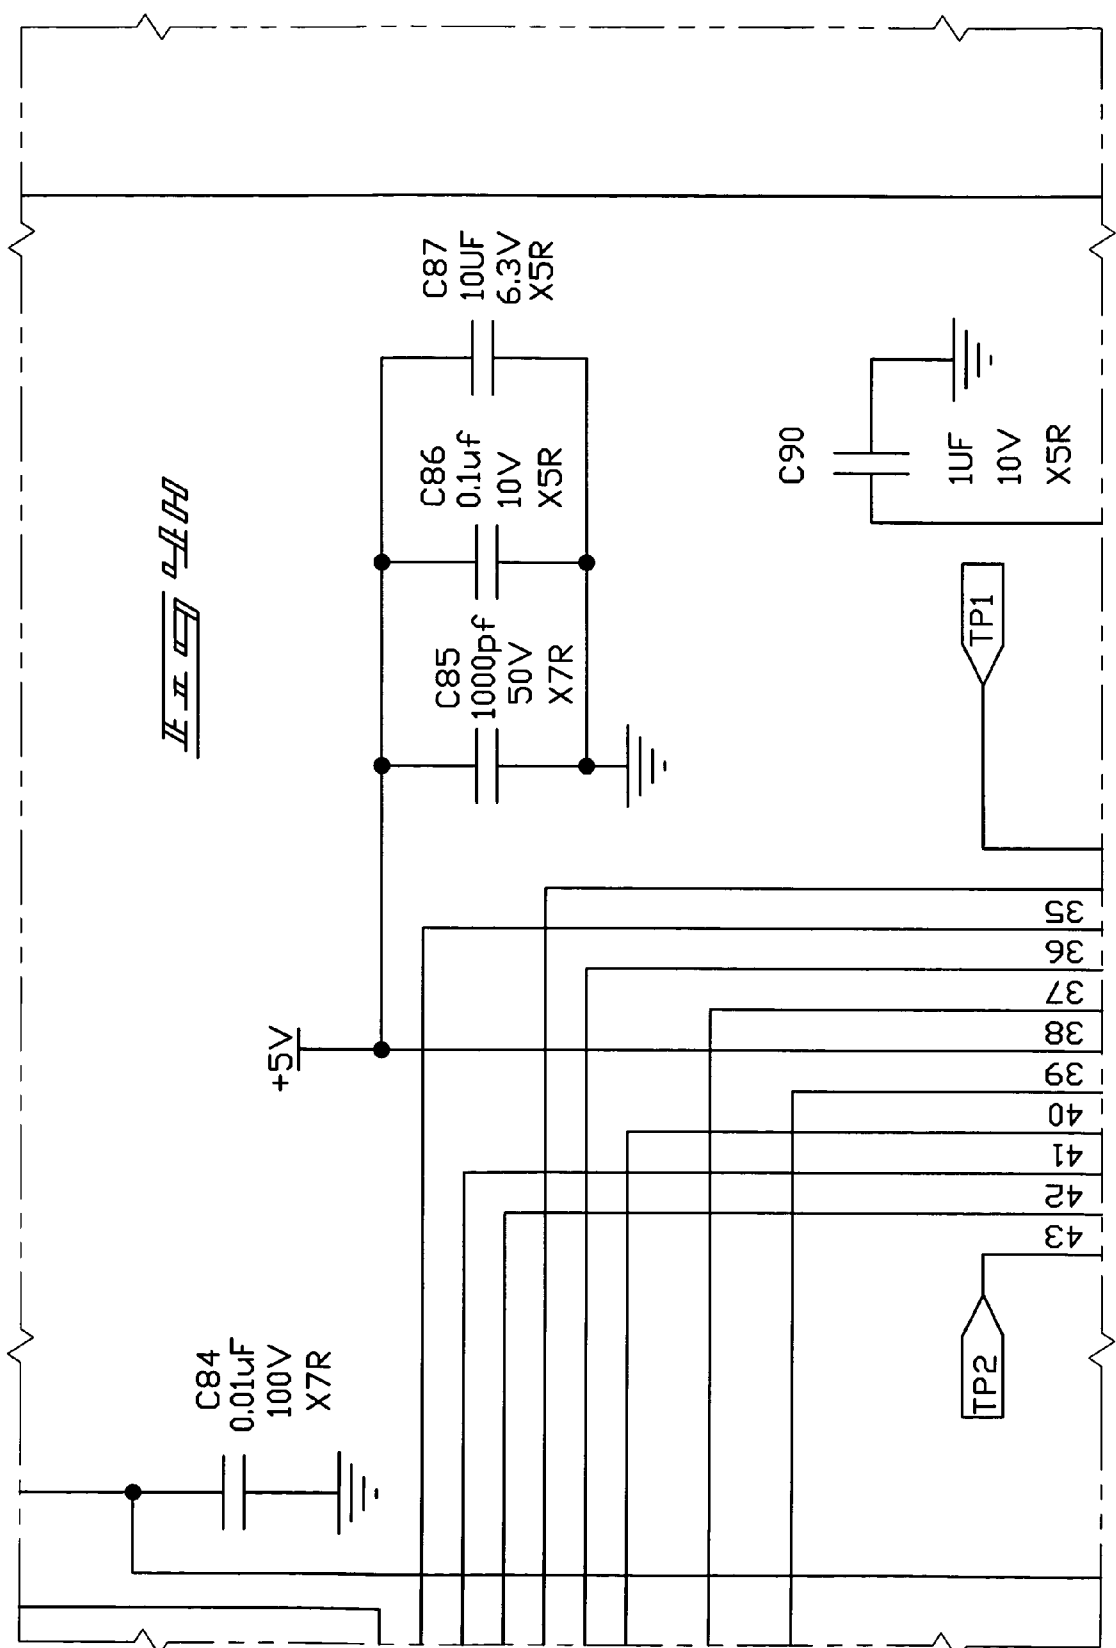 C87
10UF
6.3V
X5R
C86
0.1uf
10V
X5R
C85
1000pf
50V
X7R
C90
1UF
10V
X5R
TP1
+5V
35
36
37
38
39
40
41
42
43
C84
0.01uF
100V
X7R
TP2